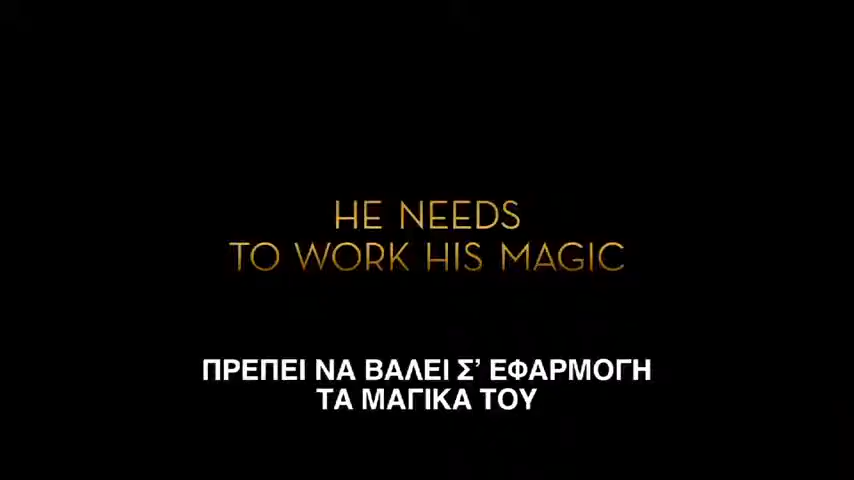 HE NEEDS
TO WORK HIS MAGIC
ΠΡΕΠΕΙ ΝΑ ΒΑΛΕΙ Σ’ ΕΦΑΡΜΟΓΗ
ΤΑ ΜΑΓΙΚΑ ΤΟΥ